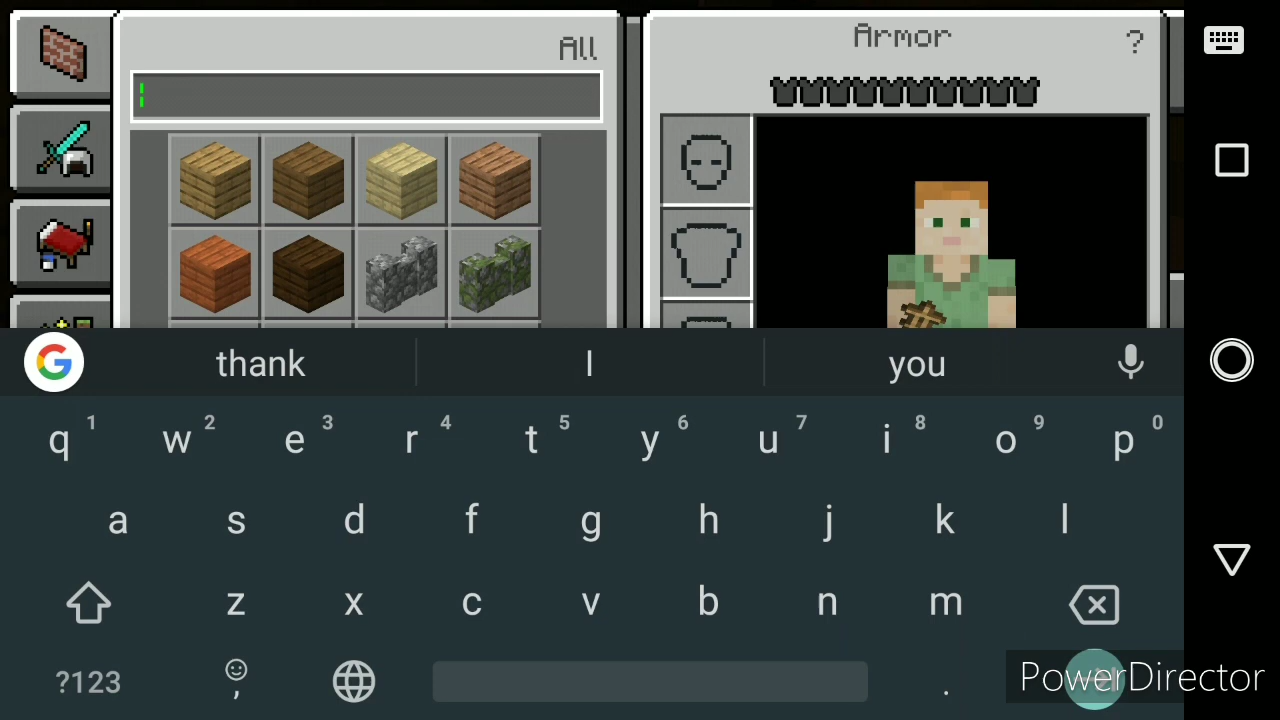 All
Armor
?
thank
I
you
q 1 w 2 e 3 r 4 t 5 y 6 u 7 i 8 o 9 p 0
a s d f g h j k l
z x c v b n m
?123
,
.
PowerDirector